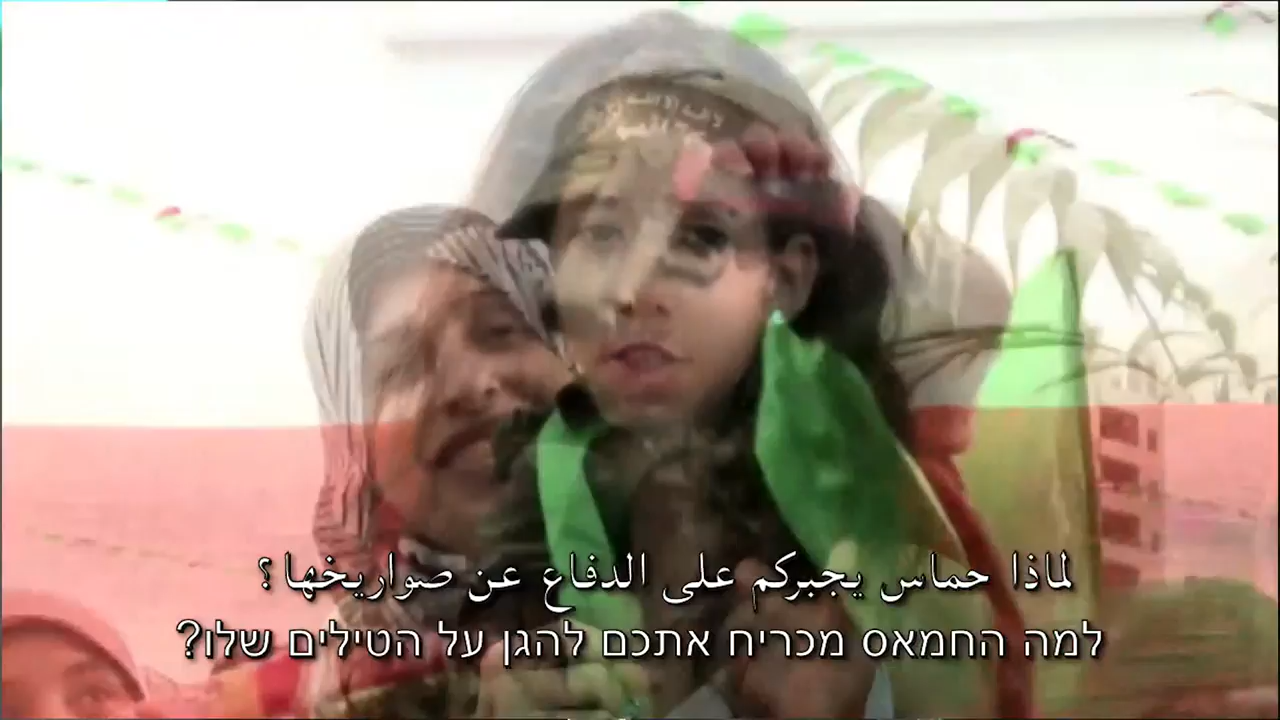 لماذا حماس يجبركم على الدفاع عن صواريخها؟
למה החמאס מכריח אתכם להגן על הטילים שלו?